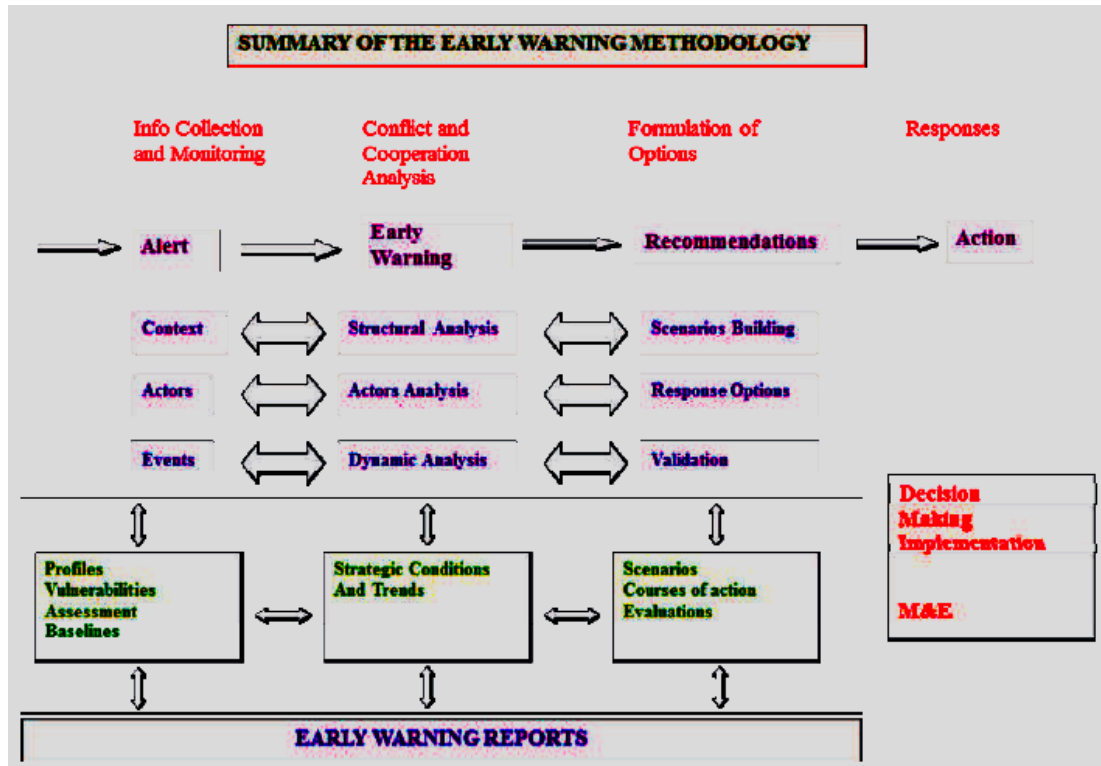 SUMMARY OF THE EARLY WARNING METHODOLOGY
Info Collection
and Monitoring
Conflict and
Cooperation
Analysis
Formulation of
Options
Responses
Alert
Early
Warning
Recommendations
Action
Context
Structural Analysis
Scenarios Building
Actors
Actors Analysis
Response Options
Events
Dynamic Analysis
Validation
Decision
Making
Implementation
M&E
Profiles
Vulnerabilities
Assessment
Baselines
Strategic Conditions
And Trends
Scenarios
Courses of action
Evaluations
EARLY WARNING REPORTS